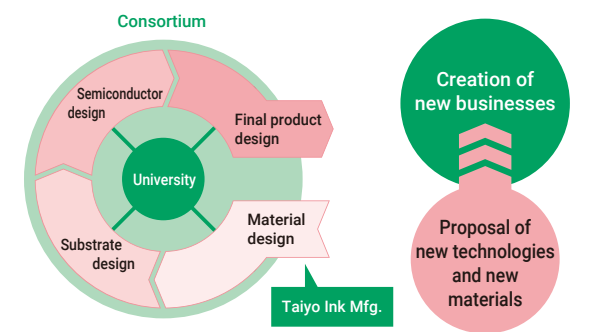 Consortium
Semiconductor
design
Final product
design
University
Material
design
Substrate
design
Taiyo Ink Mfg.
Creation of
new businesses
Proposal of
new technologies
and new
materials